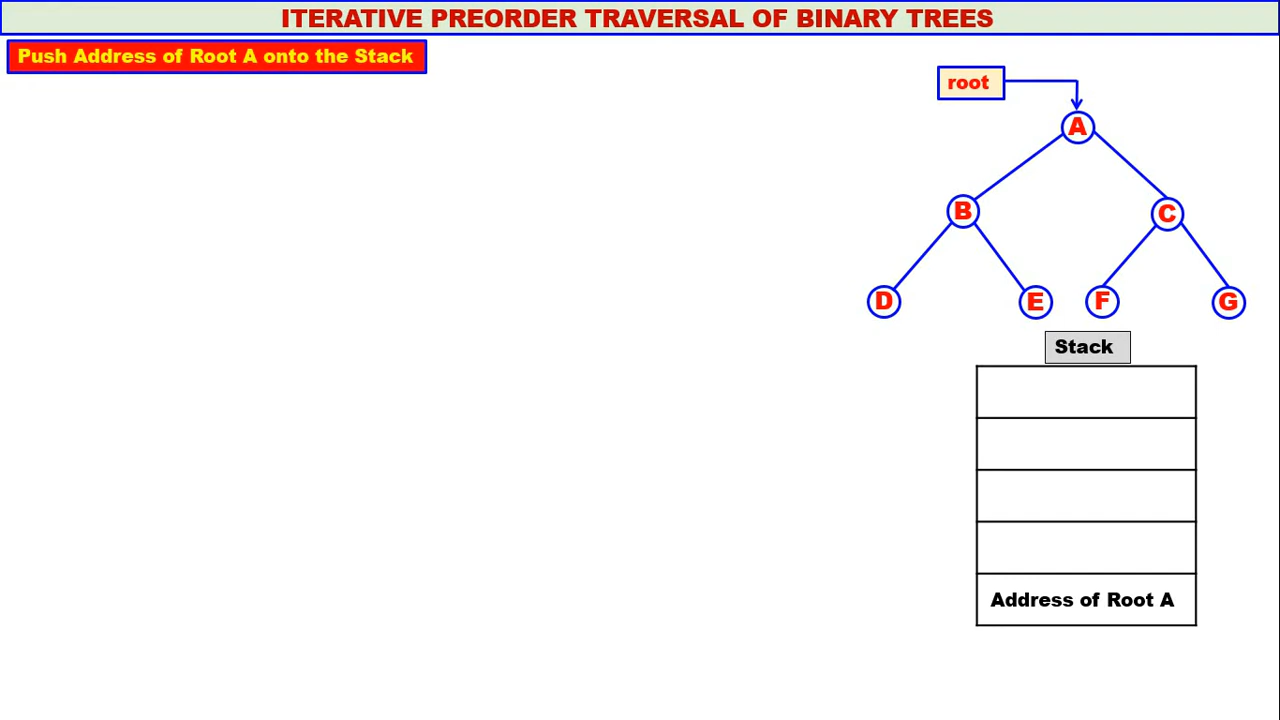 ITERATIVE PREORDER TRAVERSAL OF BINARY TREES
Push Address of Root A onto the Stack
root
A
B
C
D
E
F
G
Stack
Address of Root A